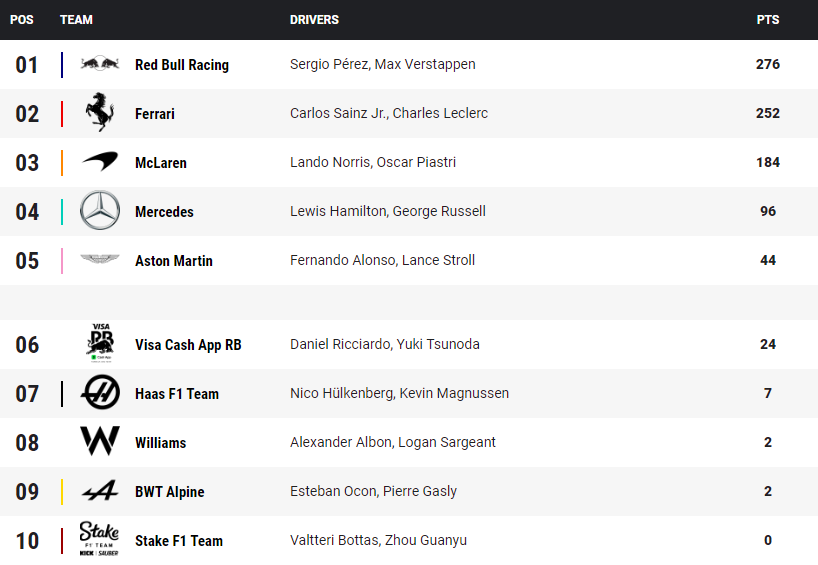 POS TEAM DRIVERS PTS
01 Red Bull Racing Sergio Pérez, Max Verstappen 276
02 Ferrari Carlos Sainz Jr., Charles Leclerc 252
03 McLaren Lando Norris, Oscar Piastri 184
04 Mercedes Lewis Hamilton, George Russell 96
05 Aston Martin Fernando Alonso, Lance Stroll 44
VISA
RB
Cash App
06 Visa Cash App RB Daniel Ricciardo, Yuki Tsunoda 24
07 Haas F1 Team Nico Hülkenberg, Kevin Magnussen 7
08 Williams Alexander Albon, Logan Sargeant 2
09 BWT Alpine Esteban Ocon, Pierre Gasly 2
Stake
F1 TEAM
KICK SAUBER
10 Stake F1 Team Valtteri Bottas, Zhou Guanyu 0